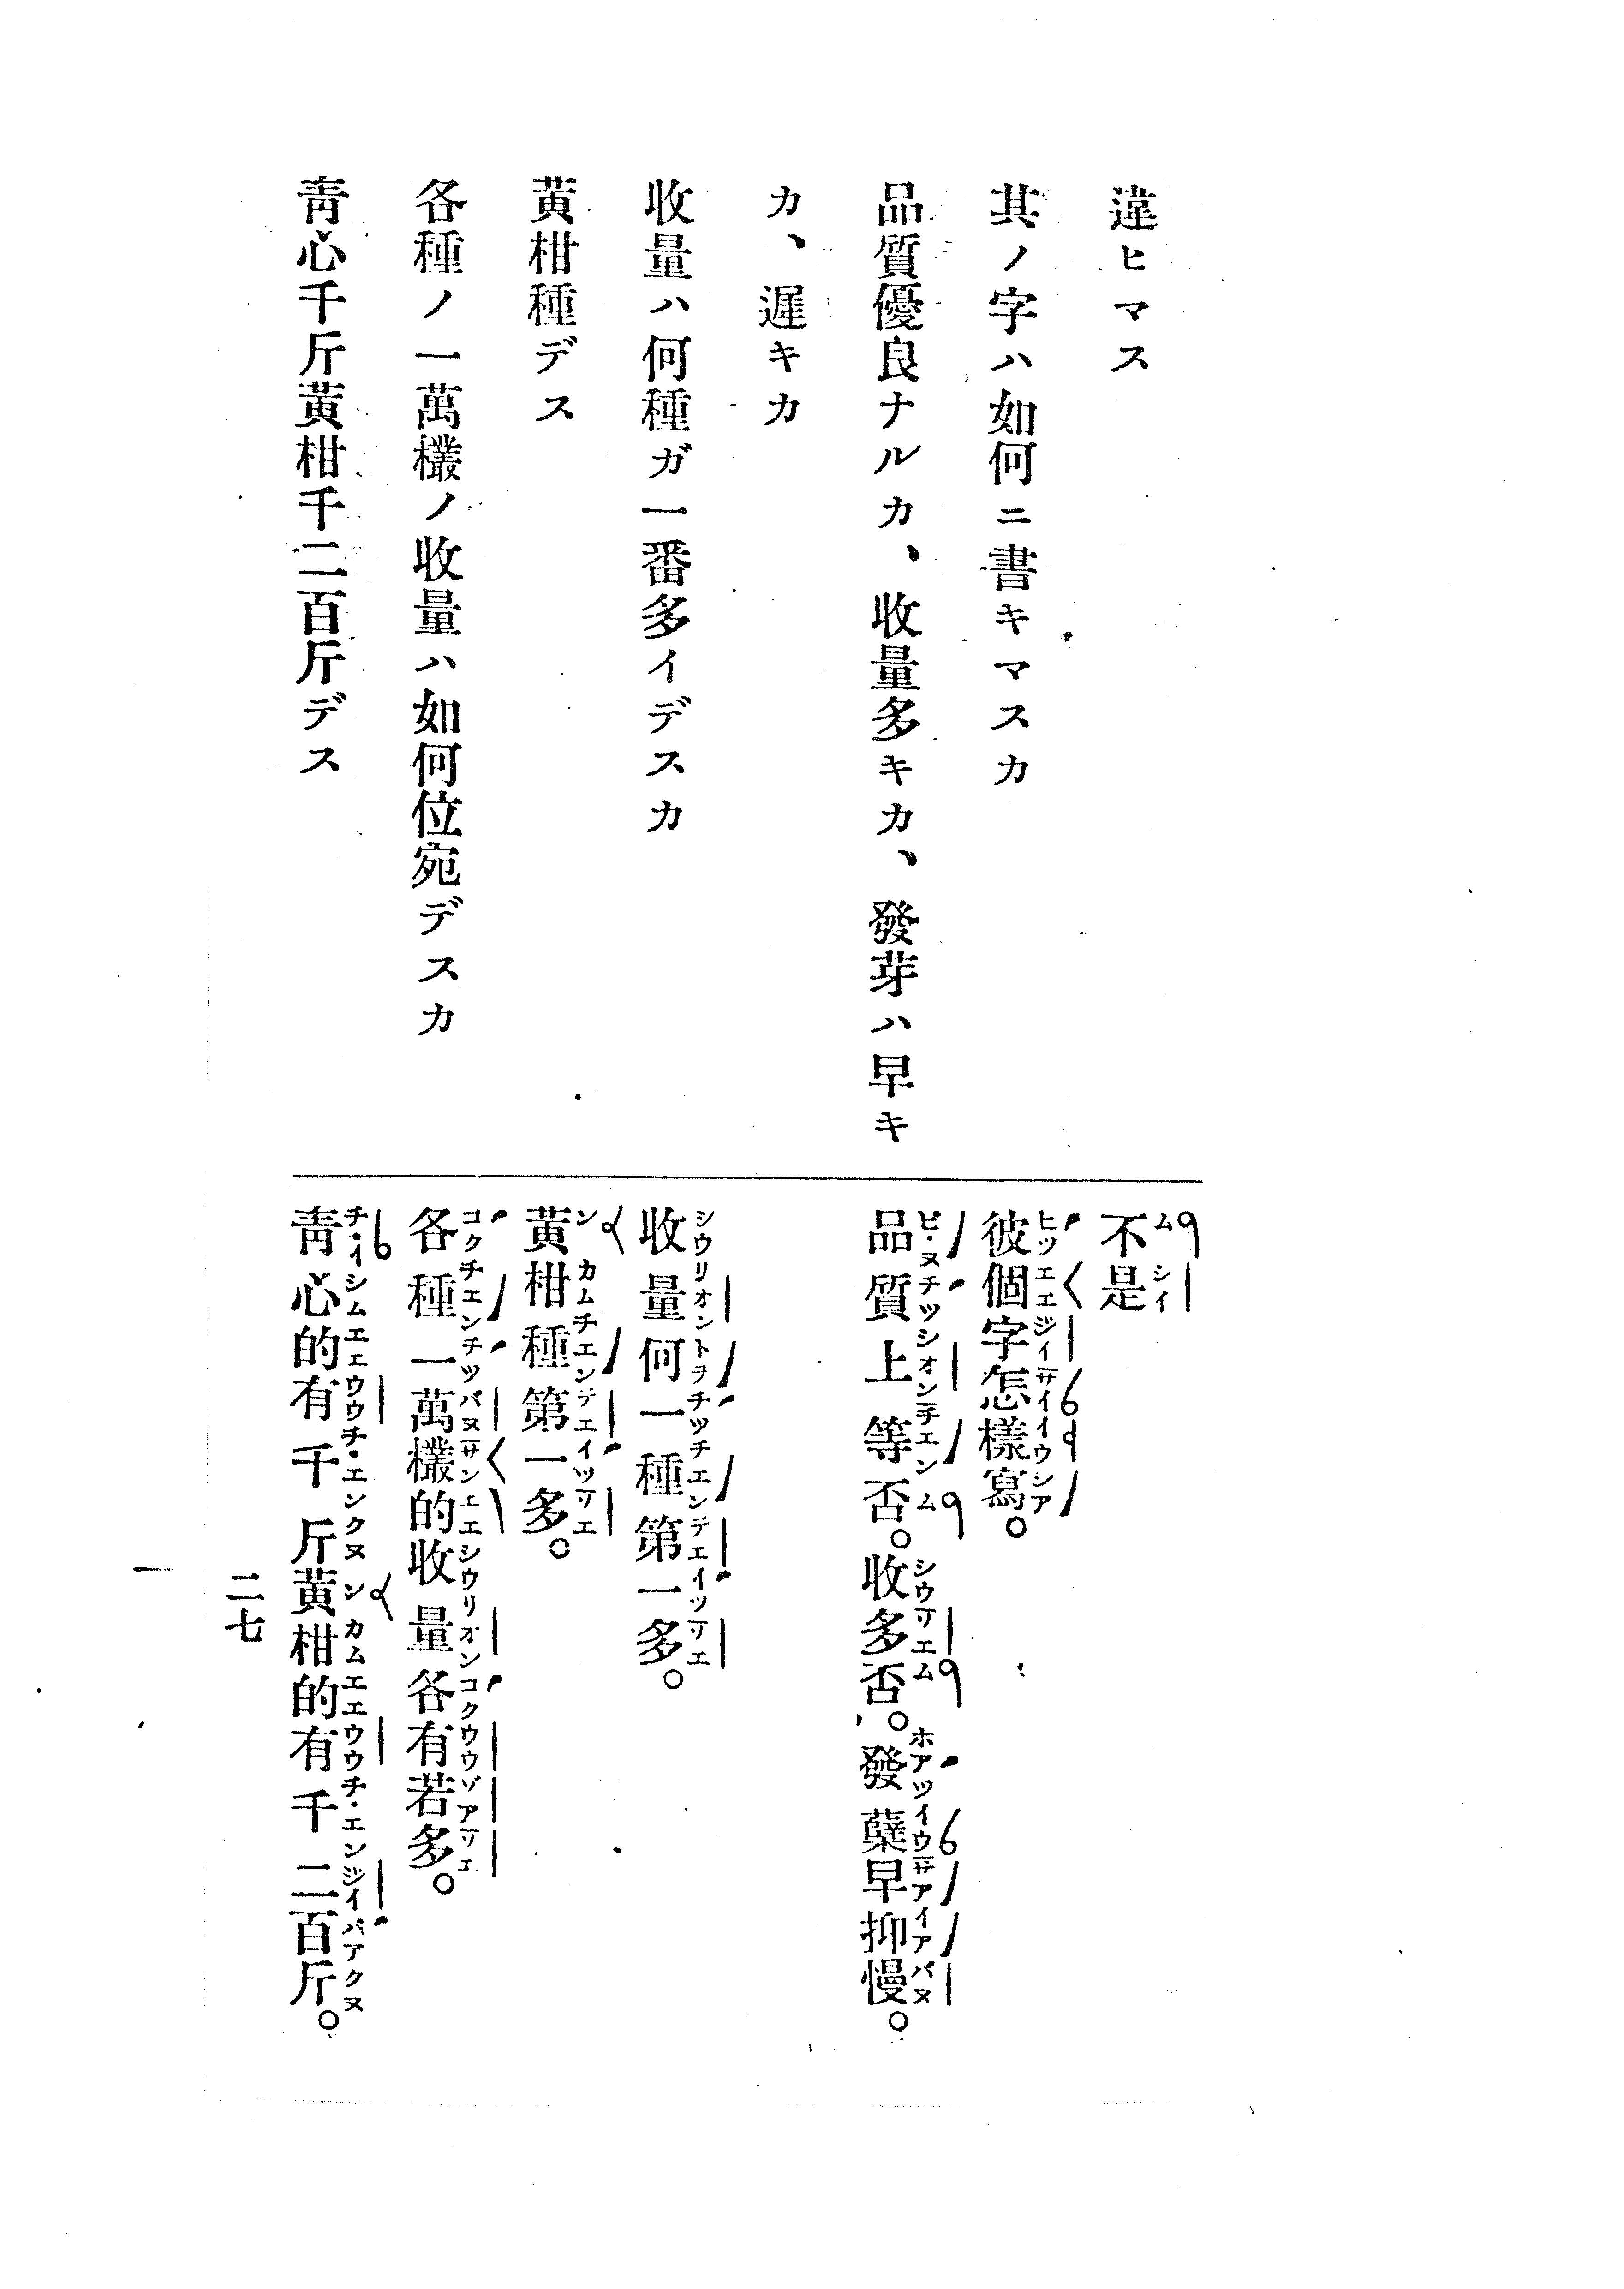 違ヒマス
其ノ字ハ如何ニ書キマスカ
品質優良ナルカ、收量多キカ、發芽ハ早キ
カ、遲キカ
收量ハ何種ガ一番多イデスカ
黃柑種デス
各種ノ一萬欉ノ收量ハ如何位宛デスカ
靑心千斤黃柑千二百斤デス
不是
彼個字怎樣寫。
品質上等否。收多否。發蘖早抑慢。
收量何一種第一多。
黃柑種第一多。
各種一萬欉的收量各有若多。
靑心的有千斤黃柑的有千二百斤。
二七